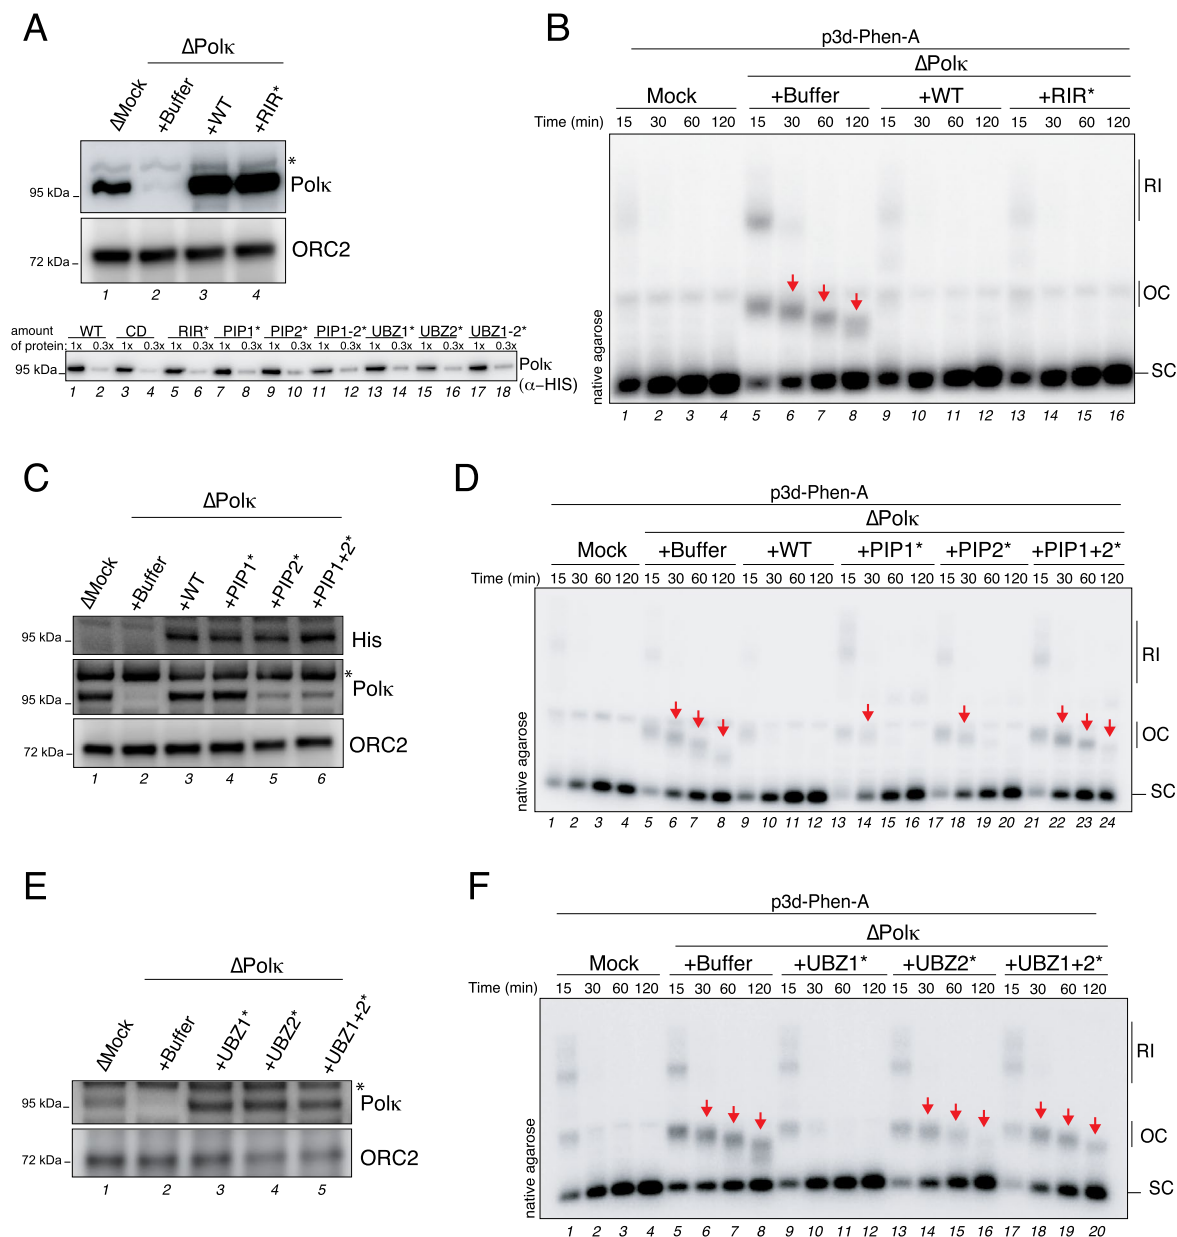 A
ΔPolκ
ΔMock
+Buffer
+WT
+RIR*
*
Polκ
95 kDa
ORC2
72 kDa
1 2 3 4
amount of protein:
WT CD RIR* PIP1* PIP2* PIP1-2* UBZ1* UBZ2* UBZ1-2*
1x 0.3x 1x 0.3x 1x 0.3x 1x 0.3x 1x 0.3x 1x 0.3x 1x 0.3x 1x 0.3x 1x 0.3x
95 kDa
Polκ
(α–HIS)
1 2 3 4 5 6 7 8 9 10 11 12 13 14 15 16 17 18
B
p3d-Phen-A
ΔPolκ
Mock +Buffer +WT +RIR*
Time (min) 15 30 60 120 15 30 60 120 15 30 60 120 15 30 60 120
RI
OC
SC
native agarose
1 2 3 4 5 6 7 8 9 10 11 12 13 14 15 16
C
ΔPolκ
ΔMock
+Buffer
+WT
+PIP1*
+PIP2*
+PIP1+2*
95 kDa
His
*
95 kDa
Polκ
72 kDa
ORC2
1 2 3 4 5 6
D
p3d-Phen-A
ΔPolκ
Mock +Buffer +WT +PIP1* +PIP2* +PIP1+2*
Time (min) 15 30 60 120 15 30 60 120 15 30 60 120 15 30 60 120 15 30 60 120 15 30 60 120
RI
OC
SC
native agarose
1 2 3 4 5 6 7 8 9 10 11 12 13 14 15 16 17 18 19 20 21 22 23 24
E
ΔPolκ
ΔMock
+Buffer
+UBZ1*
+UBZ2*
+UBZ1+2*
*
95 kDa
Polκ
72 kDa
ORC2
1 2 3 4 5
F
p3d-Phen-A
ΔPolκ
Mock +Buffer +UBZ1* +UBZ2* +UBZ1+2*
Time (min) 15 30 60 120 15 30 60 120 15 30 60 120 15 30 60 120 15 30 60 120
RI
OC
SC
native agarose
1 2 3 4 5 6 7 8 9 10 11 12 13 14 15 16 17 18 19 20